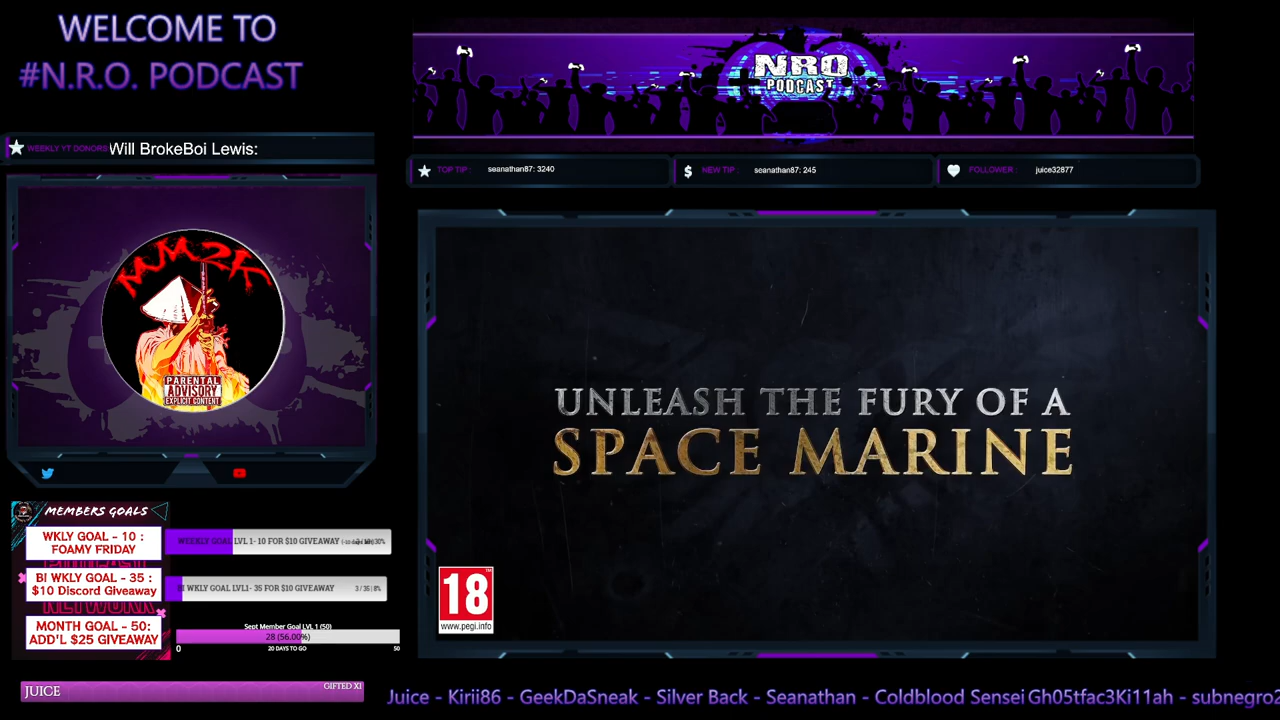 WELCOME TO
#NR.O. PODCAST
NRO
PODCAST
WEEKLY YT DONORS
Will BrokeBoi Lewis:
TOP TIP :
seanathan87: 3240
NEW TIP :
seanathan87: 245
FOLLOWER :
juice32877
MM2K
PARENTAL
ADVISORY
EXPLICIT CONTENT
UNLEASH THE FURY OF A
SPACE MARINE
18
www.pegi.info
MEMBERS GOALS
WKLY GOAL - 10 :
FOAMY FRIDAY
WEEKLY GOAL LVL 1- 10 FOR $10 GIVEAWAY
BI WKLY GOAL - 35 :
$10 Discord Giveaway
BI WKLY GOAL LVL1- 35 FOR $10 GIVEAWAY
3 / 35 | 8%
NETWORK
MONTH GOAL - 50:
ADD'L $25 GIVEAWAY
Sept Member Goal LVL 1 (50)
28 (56.00%)
0
20 DAYS TO GO
50
JUICE
GIFTED X1
Juice - Kirii86 - GeekDaSneak - Silver Back - Seanathan - Coldblood Sensei Gh05tfac3Ki11ah - subnegro2